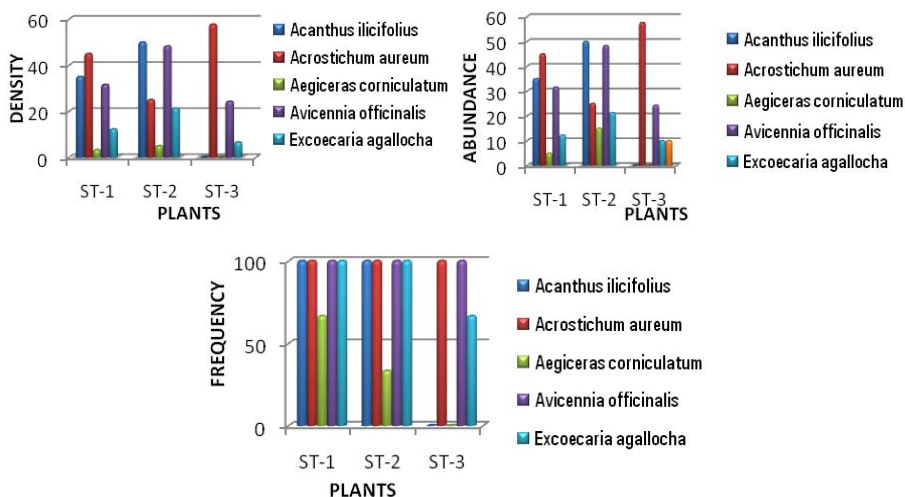 DENSITY
60
40
20
0
ST-1 ST-2 ST-3
PLANTS
Acanthus ilicifolius
Acrostichum aureum
Aegiceras corniculatum
Avicennia officinalis
Excoecaria agallocha
ABUNDANCE
60
50
40
30
20
10
0
ST-1 ST-2 ST-3
PLANTS
Acanthus ilicifolius
Acrostichum aureum
Aegiceras corniculatum
Avicennia officinalis
Excoecaria agallocha
FREQUENCY
100
50
0
ST-1 ST-2 ST-3
PLANTS
Acanthus ilicifolius
Acrostichum aureum
Aegiceras corniculatum
Avicennia officinalis
Excoecaria agallocha